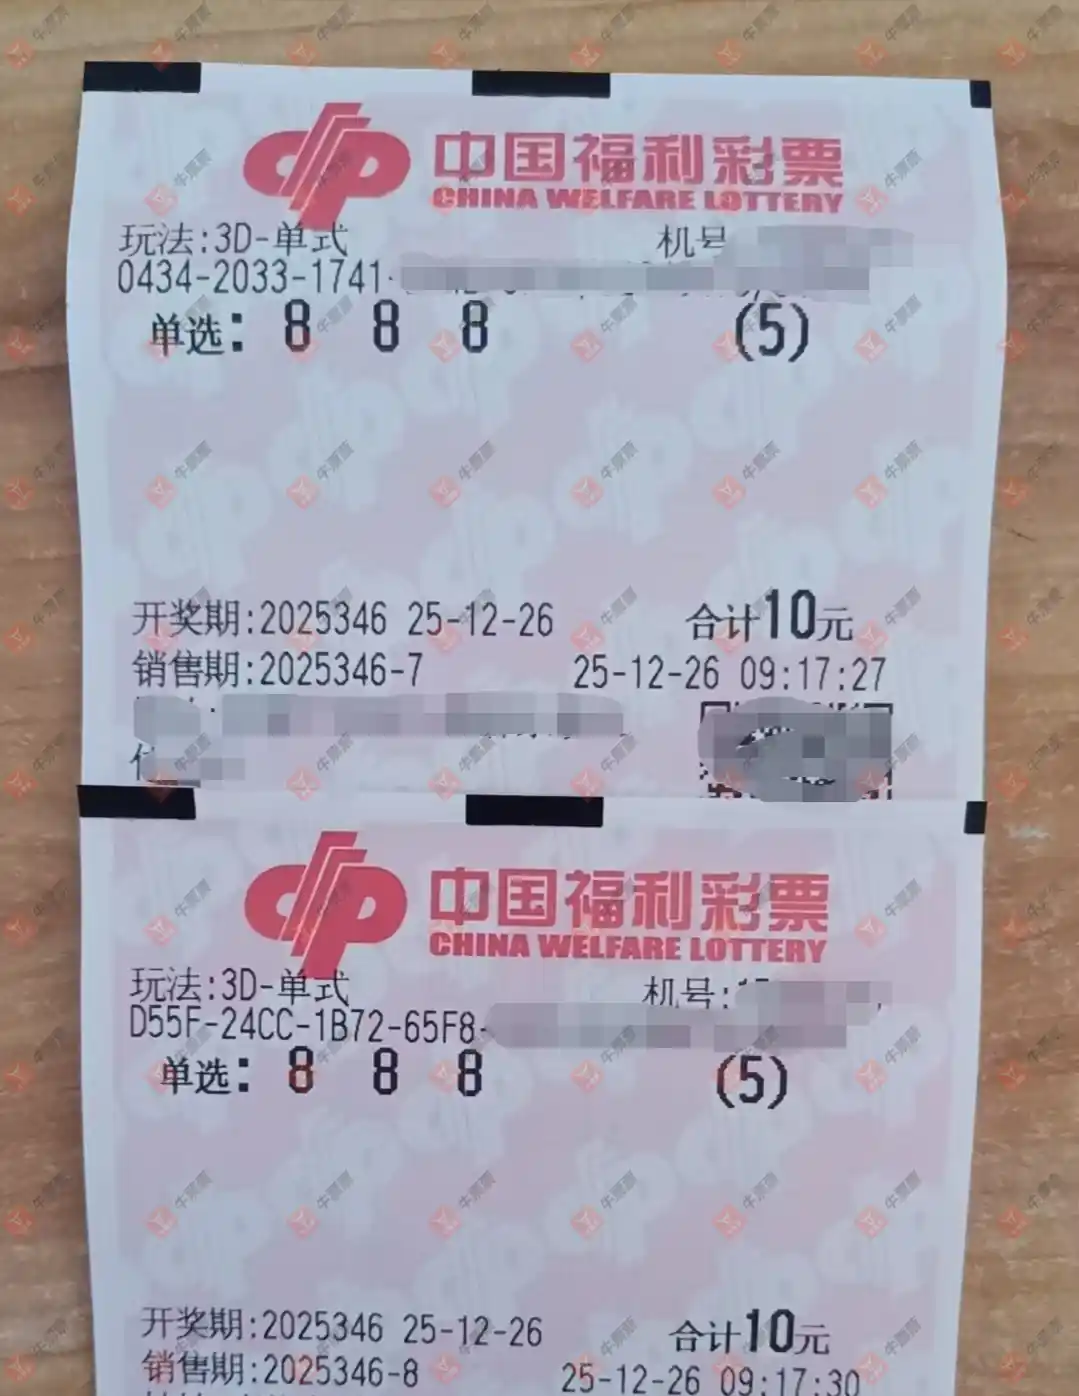 中国福利彩票
CHINA WELFARE LOTTERY
玩法:3D-单式 机号
0434-2033-1741-
单选: 8 8 8 (5)
开奖期:2025346 25-12-26 合计10元
销售期:2025346-7 25-12-26 09:17:27
中国福利彩票
CHINA WELFARE LOTTERY
玩法:3D-单式 机号:
D55F-24CC-1B72-65F8-
单选: 8 8 8 (5)
开奖期:2025346 25-12-26 合计10元
销售期:2025346-8 25-12-26 09:17:30
牛票票